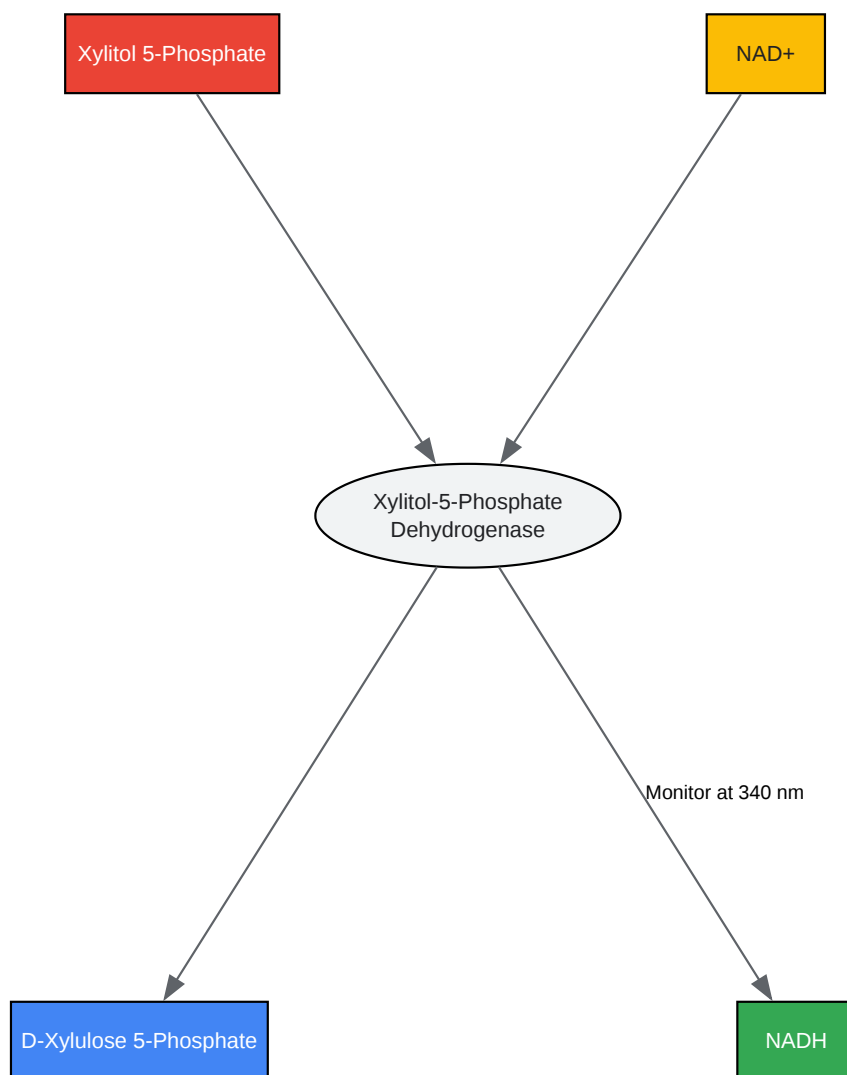 Xylitol 5-Phosphate
NAD+
Xylitol-5-Phosphate
Dehydrogenase
Monitor at 340 nm
D-Xylulose 5-Phosphate
NADH